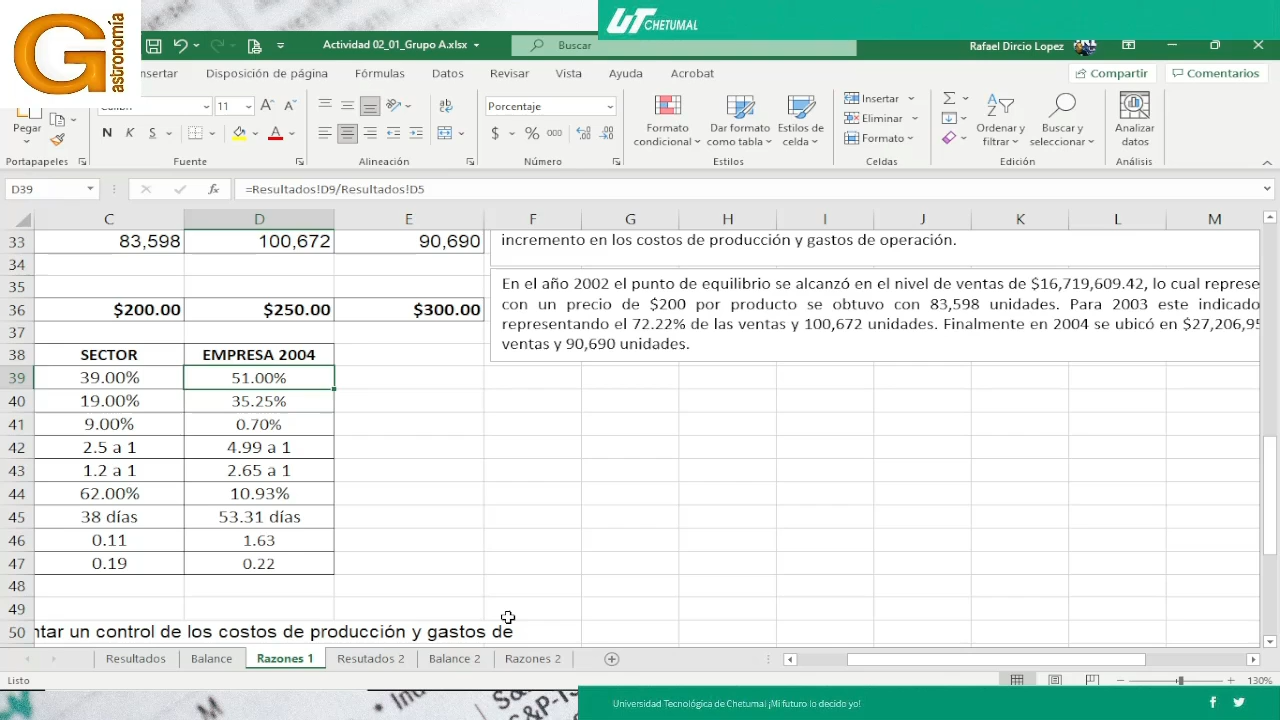 Gastronomía
UT CHETUMAL
Actividad 02_01_Grupo A.xlsx
Buscar
Rafael Dircio Lopez
Disposición de página
Fórmulas
Datos
Revisar
Vista
Ayuda
Acrobat
Compartir
Comentarios
Pegar
11
N K S
Porcentaje
$ % 000
Formato condicional
Dar formato como tabla
Estilos de celda
Insertar
Eliminar
Formato
Ordenar y filtrar
Buscar y seleccionar
Analizar datos
Portapapeles
Fuente
Alineación
Número
Estilos
Celdas
Edición
Análisis
D39
fx
=Resultados!D9/Resultados!D5
C D E F G H I J K L M
33 83,598 100,672 90,690
incremento en los costos de producción y gastos de operación.
34
35
En el año 2002 el punto de equilibrio se alcanzó en el nivel de ventas de $16,719,609.42, lo cual represe
con un precio de $200 por producto se obtuvo con 83,598 unidades. Para 2003 este indicado
representando el 72.22% de las ventas y 100,672 unidades. Finalmente en 2004 se ubicó en $27,206,95
ventas y 90,690 unidades.
36 $200.00 $250.00 $300.00
37
38 SECTOR EMPRESA 2004
39 39.00% 51.00%
40 19.00% 35.25%
41 9.00% 0.70%
42 2.5 a 1 4.99 a 1
43 1.2 a 1 2.65 a 1
44 62.00% 10.93%
45 38 días 53.31 días
46 0.11 1.63
47 0.19 0.22
48
49
50 ntar un control de los costos de producción y gastos de
Resultados
Balance
Razones 1
Resutados 2
Balance 2
Razones 2
Listo
130%
Universidad Tecnológica de Chetumal ¡Mi futuro lo decido yo!